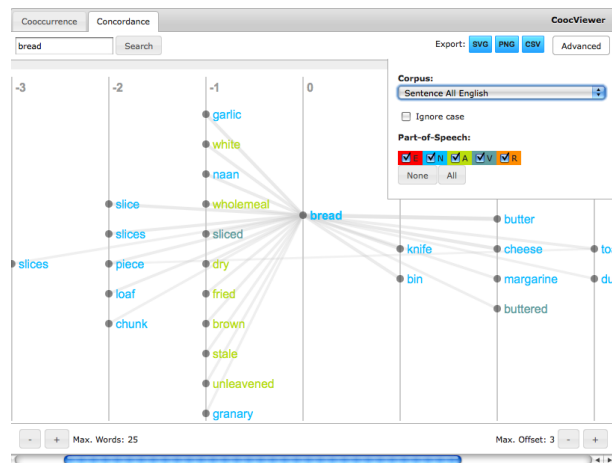 Cooccurrence Concordance CoocViewer
bread Search Export: SVG PNG CSV Advanced
-3 -2 -1 0
Corpus:
Sentence All English
Ignore case
Part-of-Speech:
E N A V R
None All
garlic
white
naan
slice wholemeal bread butter
slices sliced knife cheese
slices piece dry bin margarine
loaf fried buttered
chunk brown
stale
unleavened
granary
- + Max. Words: 25 Max. Offset: 3 - +